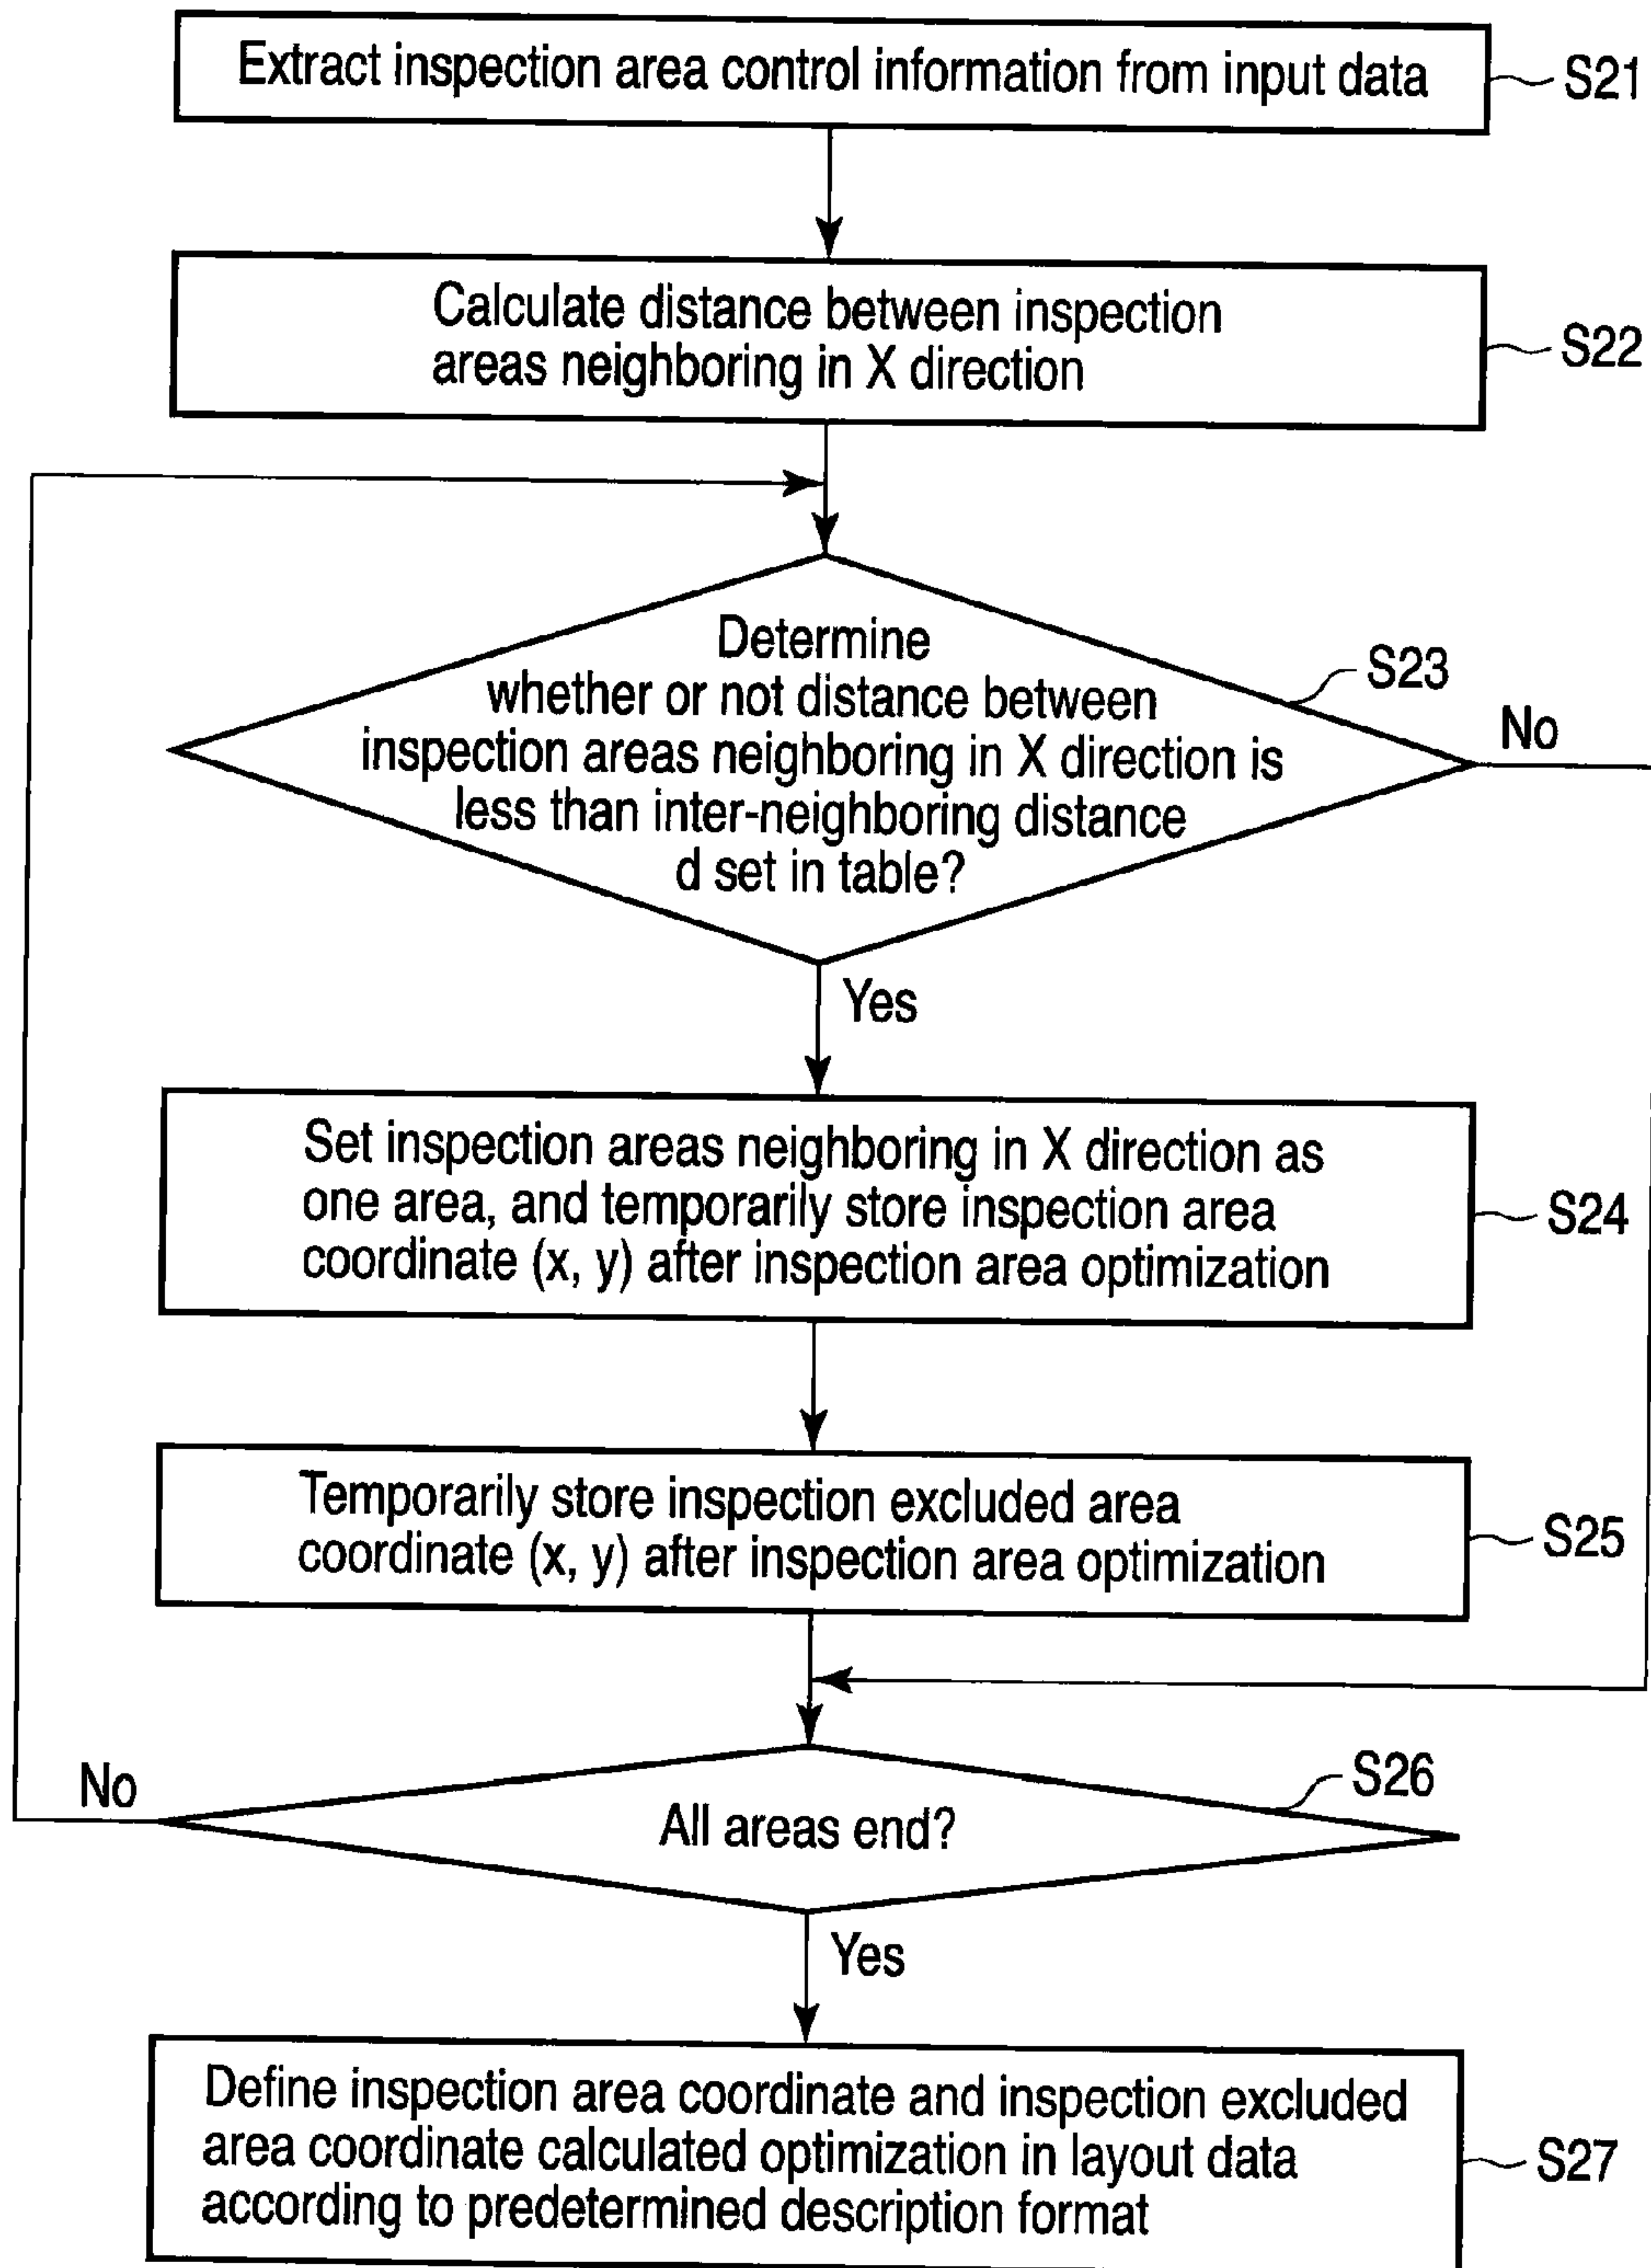 Extract inspection area control information from input data
S21
Calculate distance between inspection
areas neighboring in X direction
S22
Determine
whether or not distance between
inspection areas neighboring in X direction is
less than inter-neighboring distance
d set in table?
S23
No
Yes
Set inspection areas neighboring in X direction as
one area, and temporarily store inspection area
coordinate (x, y) after inspection area optimization
S24
Temporarily store inspection excluded area
coordinate (x, y) after inspection area optimization
S25
No
All areas end?
S26
Yes
Define inspection area coordinate and inspection excluded
area coordinate calculated optimization in layout data
according to predetermined description format
S27